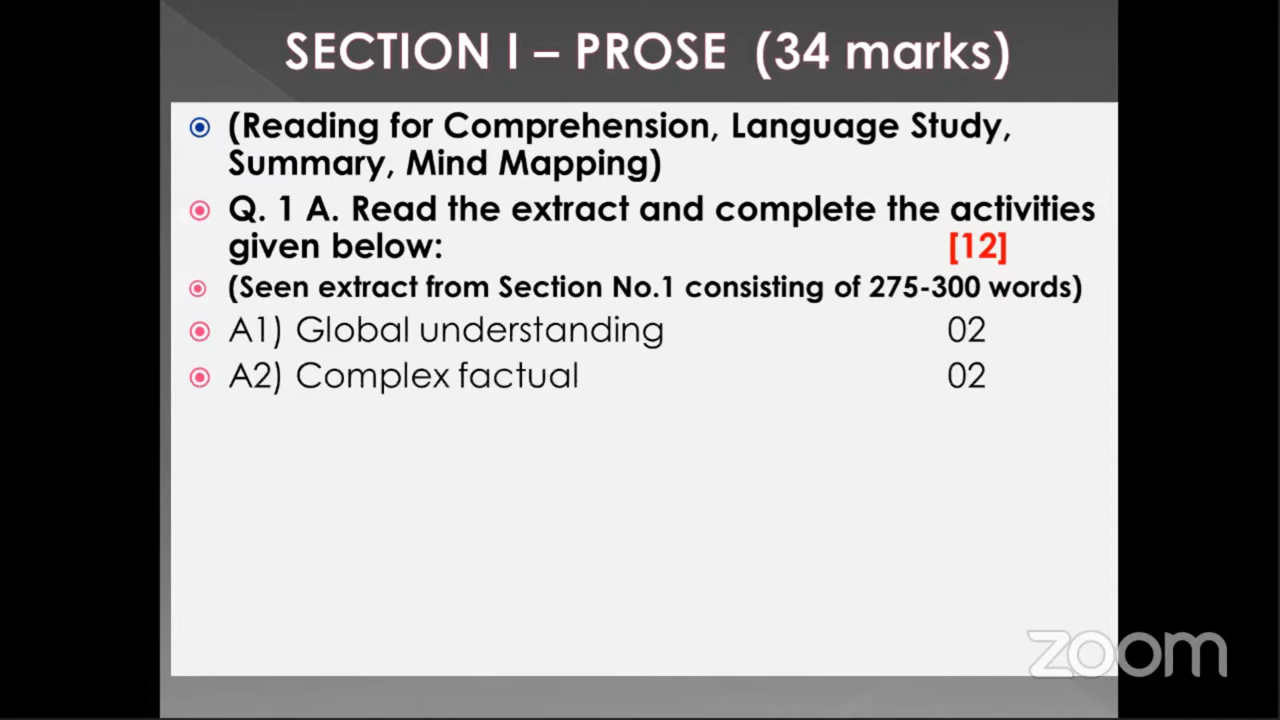 SECTION I – PROSE (34 marks)
(Reading for Comprehension, Language Study,
Summary, Mind Mapping)
Q. 1 A. Read the extract and complete the activities
given below: [12]
(Seen extract from Section No.1 consisting of 275-300 words)
A1) Global understanding 02
A2) Complex factual 02
zoom